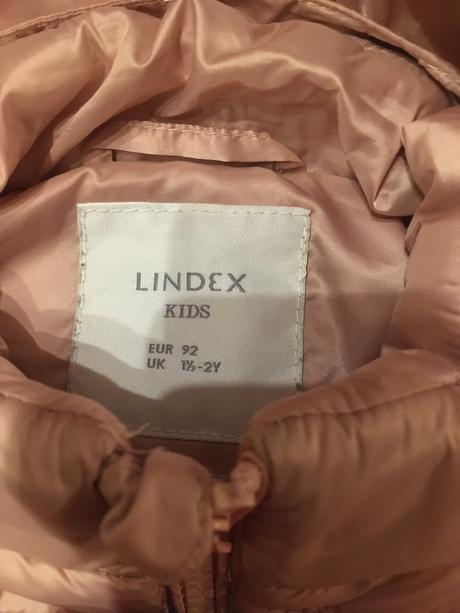 LINDEX
KIDS
EUR 92
UK 1½-2Y